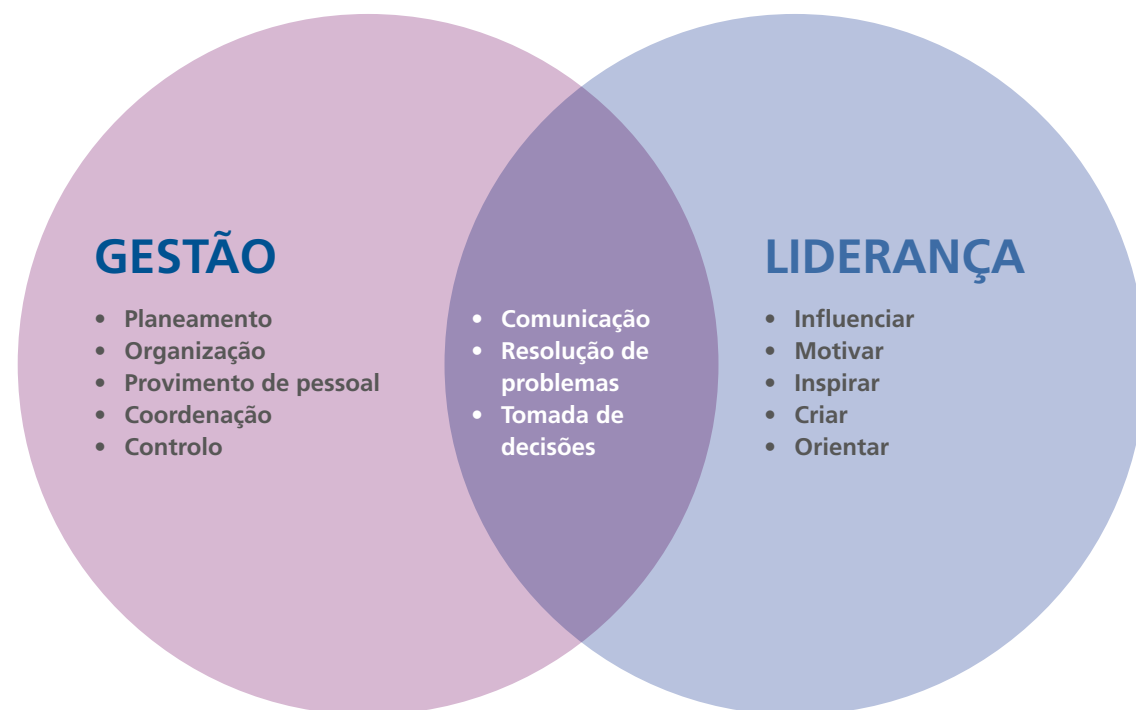 GESTÃO
• Planeamento
• Organização
• Provimento de pessoal
• Coordenação
• Controlo
• Comunicação
• Resolução de
problemas
• Tomada de
decisões
LIDERANÇA
• Influenciar
• Motivar
• Inspirar
• Criar
• Orientar